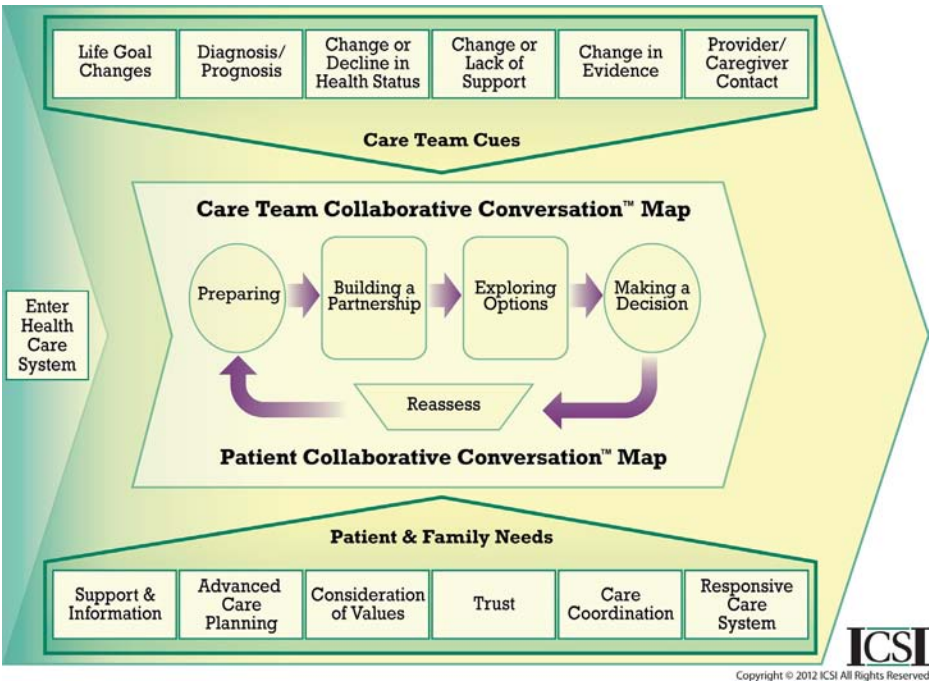 Life Goal
Changes
Diagnosis/
Prognosis
Change or
Decline in
Health Status
Change or
Lack of
Support
Change in
Evidence
Provider/
Caregiver
Contact
Care Team Cues
Care Team Collaborative Conversation™ Map
Enter
Health
Care
System
Preparing
Building a
Partnership
Exploring
Options
Making a
Decision
Reassess
Patient Collaborative Conversation™ Map
Patient & Family Needs
Support &
Information
Advanced
Care
Planning
Consideration
of Values
Trust
Care
Coordination
Responsive
Care
System
ICSI
Copyright © 2012 ICSI All Rights Reserved